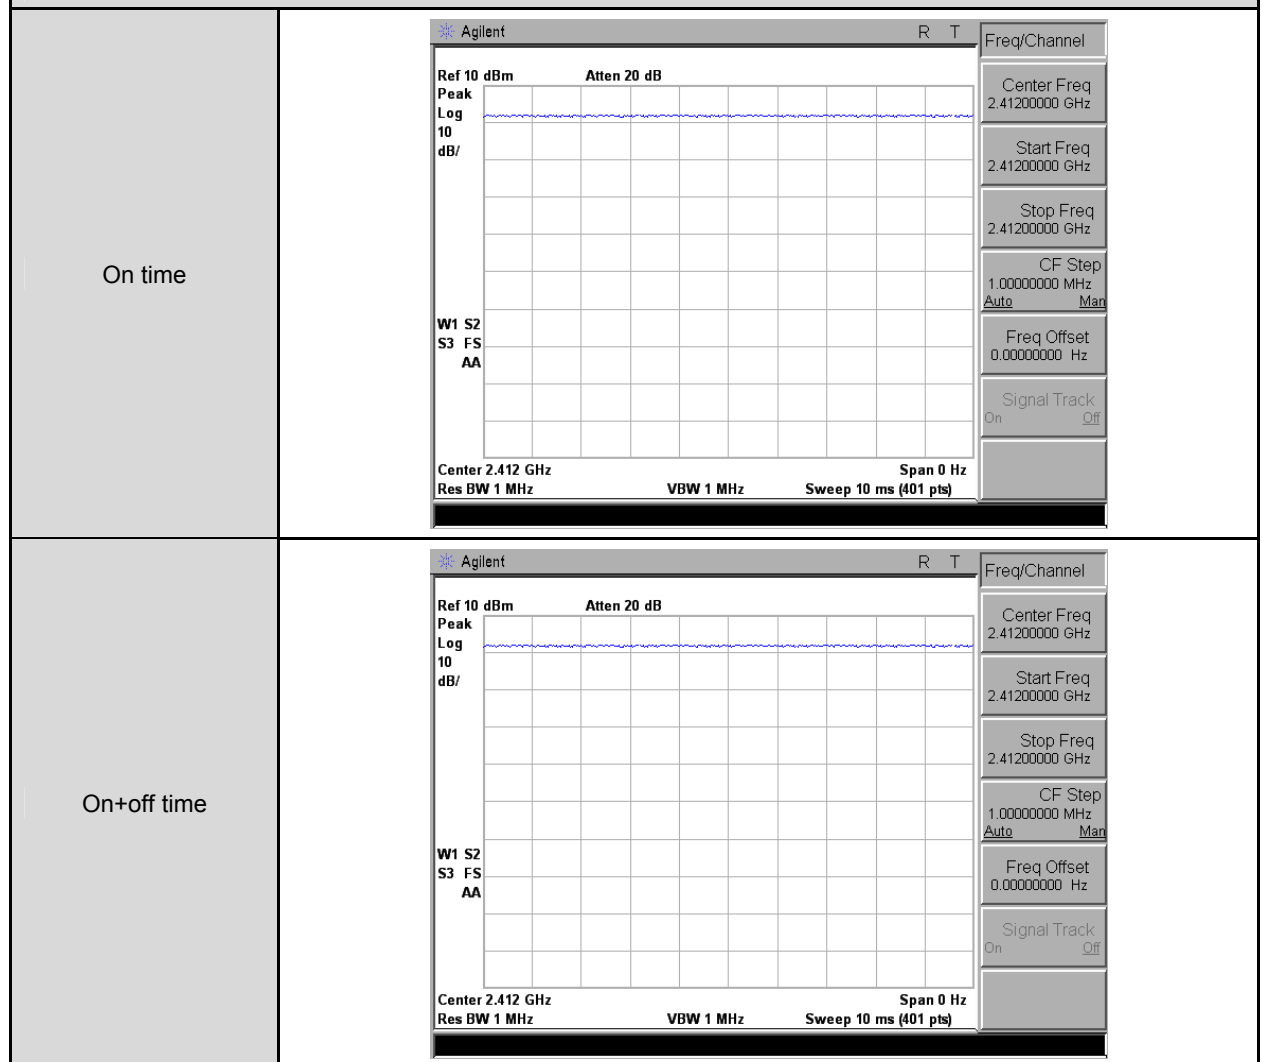 On time
Agilent
R T
Ref 10 dBm Atten 20 dB
Peak
Log
10
dB/
W1 S2
S3 FS
AA
Center 2.412 GHz Span 0 Hz
Res BW 1 MHz VBW 1 MHz Sweep 10 ms (401 pts)
Freq/Channel
Center Freq
2.41200000 GHz
Start Freq
2.41200000 GHz
Stop Freq
2.41200000 GHz
CF Step
1.00000000 MHz
Auto Man
Freq Offset
0.00000000 Hz
Signal Track
On Off
On+off time
Agilent
R T
Ref 10 dBm Atten 20 dB
Peak
Log
10
dB/
W1 S2
S3 FS
AA
Center 2.412 GHz Span 0 Hz
Res BW 1 MHz VBW 1 MHz Sweep 10 ms (401 pts)
Freq/Channel
Center Freq
2.41200000 GHz
Start Freq
2.41200000 GHz
Stop Freq
2.41200000 GHz
CF Step
1.00000000 MHz
Auto Man
Freq Offset
0.00000000 Hz
Signal Track
On Off